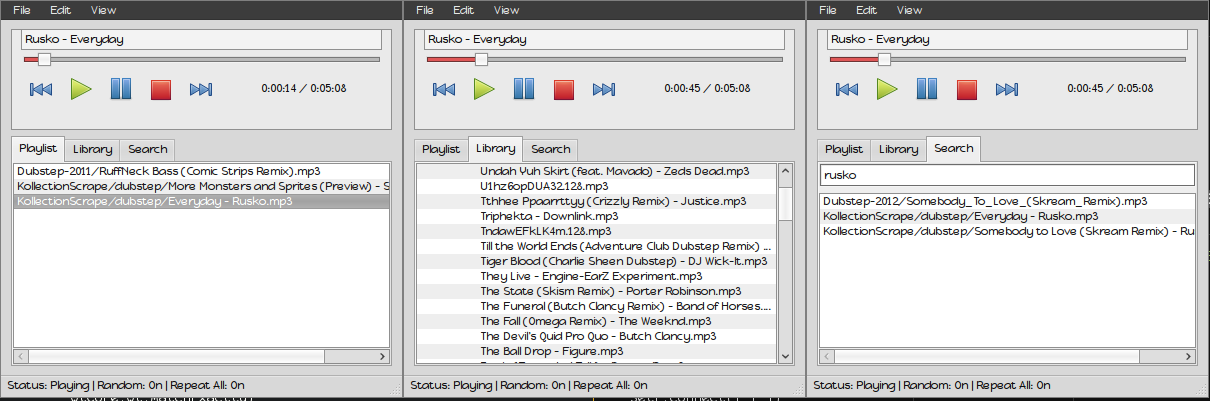 File Edit View
Rusko - Everyday
0:00:14 / 0:05:08
Playlist Library Search
Dubstep-2011/RuffNeck Bass (Comic Strips Remix).mp3
KollectionScrape/dubstep/More Monsters and Sprites (Preview) - S
KollectionScrape/dubstep/Everyday - Rusko.mp3
Status: Playing | Random: On | Repeat All: On
File Edit View
Rusko - Everyday
0:00:45 / 0:05:08
Playlist Library Search
Undah Yuh Skirt (feat. Mavado) - Zeds Dead.mp3
U1hz6opDUA32.128.mp3
Tthhee Ppaarrttyy (Crizzly Remix) - Justice.mp3
Triphekta - Downlink.mp3
TndawEFkLK4m.128.mp3
Till the World Ends (Adventure Club Dubstep Remix) ...
Tiger Blood (Charlie Sheen Dubstep) - DJ Wick-It.mp3
They Live - Engine-EarZ Experiment.mp3
The State (Skism Remix) - Porter Robinson.mp3
The Funeral (Butch Clancy Remix) - Band of Horses....
The Fall (Omega Remix) - The Weeknd.mp3
The Devil's Quid Pro Quo - Butch Clancy.mp3
The Ball Drop - Figure.mp3
Status: Playing | Random: On | Repeat All: On
File Edit View
Rusko - Everyday
0:00:45 / 0:05:08
Playlist Library Search
rusko
Dubstep-2012/Somebody_To_Love_(Skream_Remix).mp3
KollectionScrape/dubstep/Everyday - Rusko.mp3
KollectionScrape/dubstep/Somebody to Love (Skream Remix) - Ru
Status: Playing | Random: On | Repeat All: On